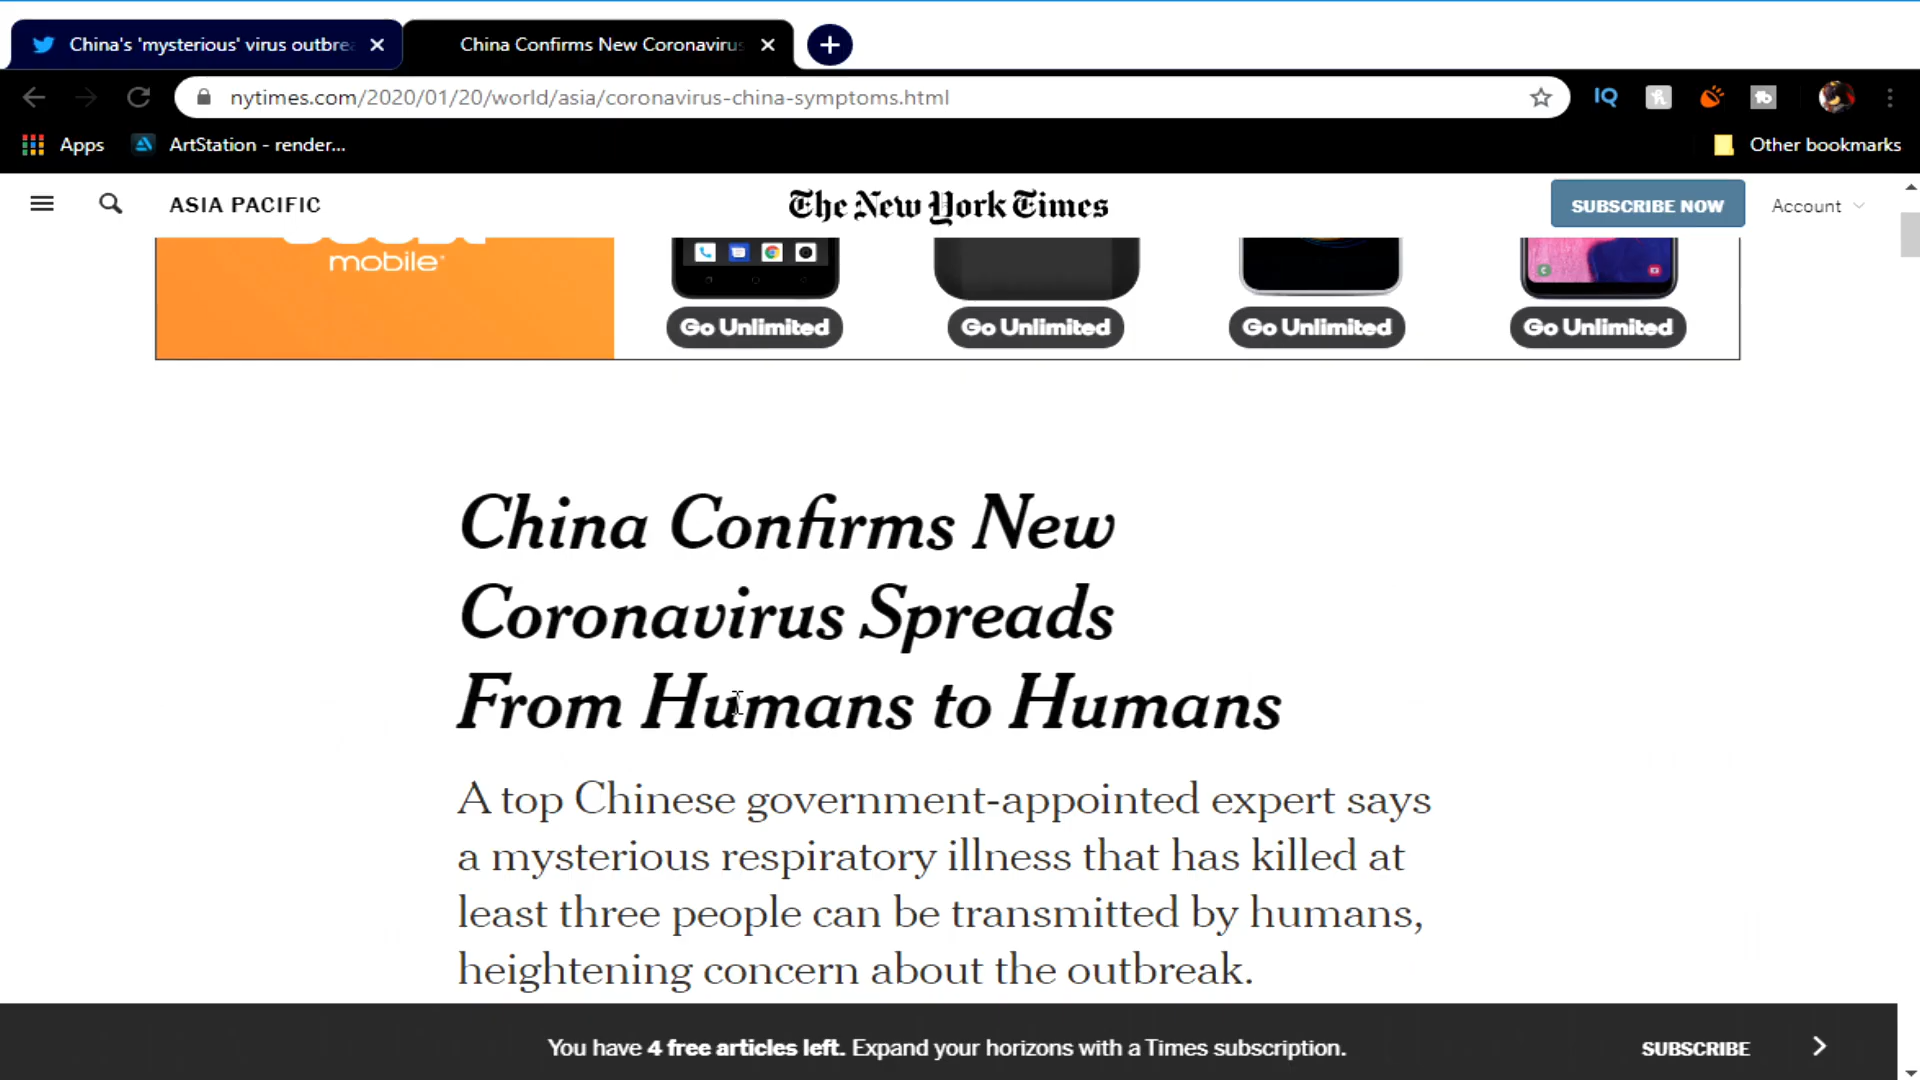 China's 'mysterious' virus outbre
China Confirms New Coronavirus
nytimes.com/2020/01/20/world/asia/coronavirus-china-symptoms.html
IQ
Apps
ArtStation - render...
Other bookmarks
ASIA PACIFIC
The New York Times
SUBSCRIBE NOW
Account
mobile
Go Unlimited
Go Unlimited
Go Unlimited
Go Unlimited
China Confirms New
Coronavirus Spreads
From Humans to Humans
A top Chinese government-appointed expert says
a mysterious respiratory illness that has killed at
least three people can be transmitted by humans,
heightening concern about the outbreak.
You have 4 free articles left. Expand your horizons with a Times subscription.
SUBSCRIBE